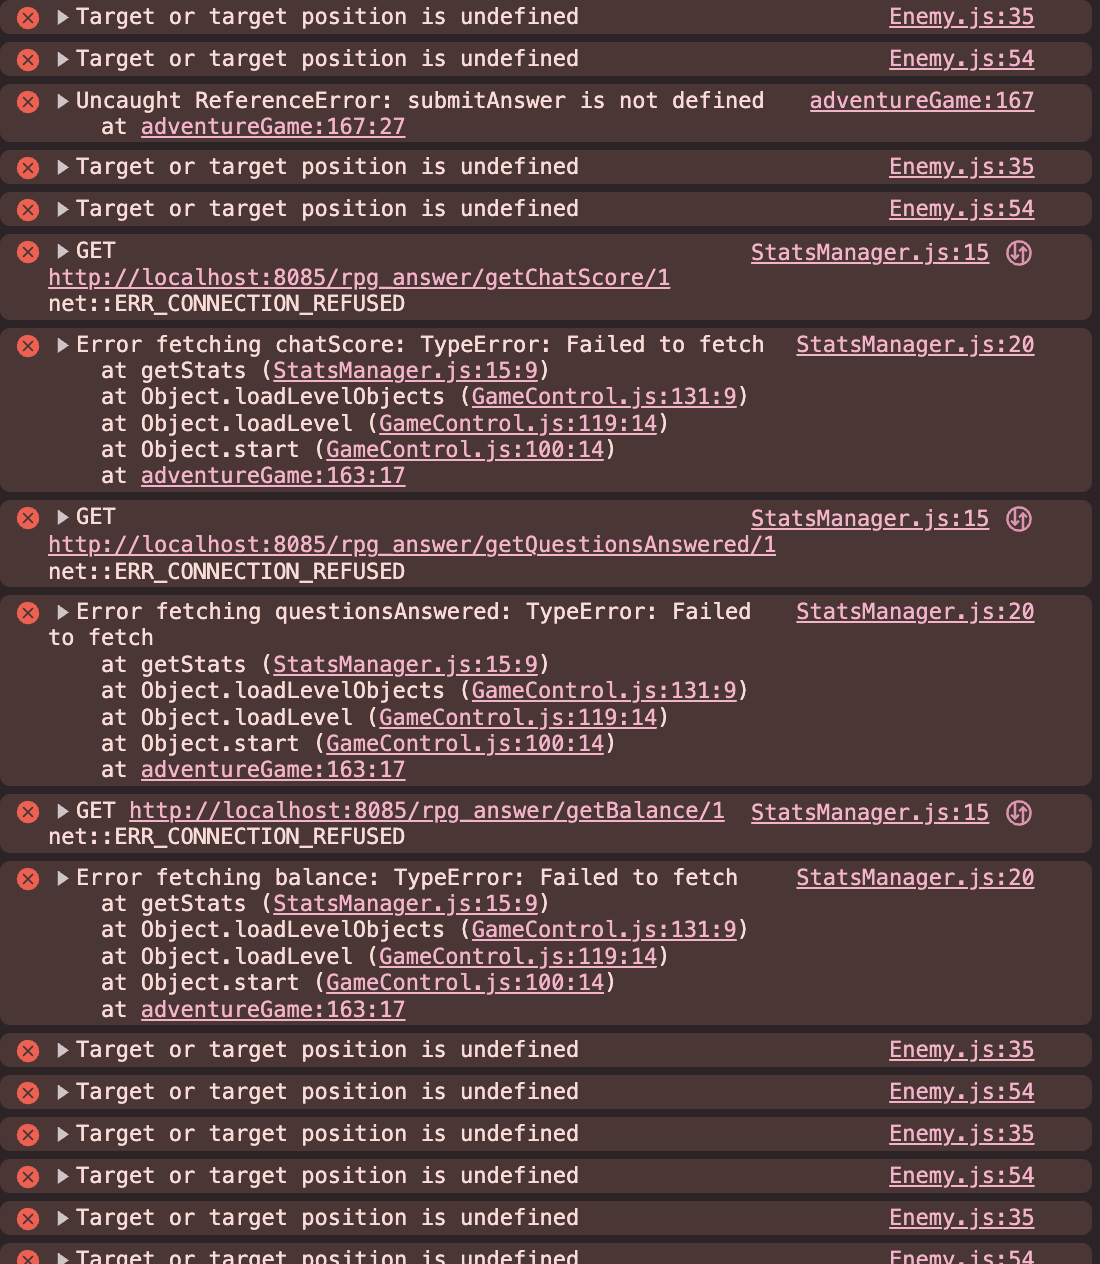 Target or target position is undefined Enemy.js:35
Target or target position is undefined Enemy.js:54
Uncaught ReferenceError: submitAnswer is not defined adventureGame:167
at adventureGame:167:27
Target or target position is undefined Enemy.js:35
Target or target position is undefined Enemy.js:54
GET StatsManager.js:15
http://localhost:8085/rpg_answer/getChatScore/1
net::ERR_CONNECTION_REFUSED
Error fetching chatScore: TypeError: Failed to fetch StatsManager.js:20
at getStats (StatsManager.js:15:9)
at Object.loadLevelObjects (GameControl.js:131:9)
at Object.loadLevel (GameControl.js:119:14)
at Object.start (GameControl.js:100:14)
at adventureGame:163:17
GET StatsManager.js:15
http://localhost:8085/rpg_answer/getQuestionsAnswered/1
net::ERR_CONNECTION_REFUSED
Error fetching questionsAnswered: TypeError: Failed StatsManager.js:20
to fetch
at getStats (StatsManager.js:15:9)
at Object.loadLevelObjects (GameControl.js:131:9)
at Object.loadLevel (GameControl.js:119:14)
at Object.start (GameControl.js:100:14)
at adventureGame:163:17
GET http://localhost:8085/rpg_answer/getBalance/1 StatsManager.js:15
net::ERR_CONNECTION_REFUSED
Error fetching balance: TypeError: Failed to fetch StatsManager.js:20
at getStats (StatsManager.js:15:9)
at Object.loadLevelObjects (GameControl.js:131:9)
at Object.loadLevel (GameControl.js:119:14)
at Object.start (GameControl.js:100:14)
at adventureGame:163:17
Target or target position is undefined Enemy.js:35
Target or target position is undefined Enemy.js:54
Target or target position is undefined Enemy.js:35
Target or target position is undefined Enemy.js:54
Target or target position is undefined Enemy.js:35
Target or target position is undefined Enemy.js:54